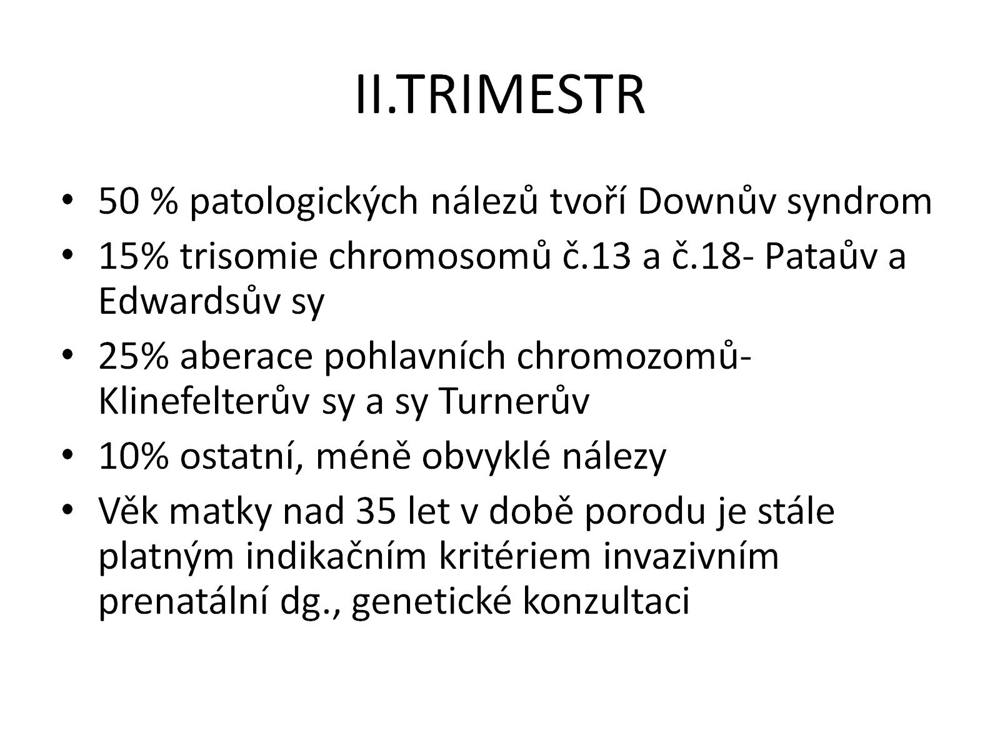 II.TRIMESTR
• 50 % patologických nálezů tvoří Downův syndrom
• 15% trisomie chromosomů č.13 a č.18- Pataův a
Edwardsův sy
• 25% aberace pohlavních chromozomů-
Klinefelterův sy a sy Turnerův
• 10% ostatní, méně obvyklé nálezy
• Věk matky nad 35 let v době porodu je stále
platným indikačním kritériem invazivním
prenatální dg., genetické konzultaci